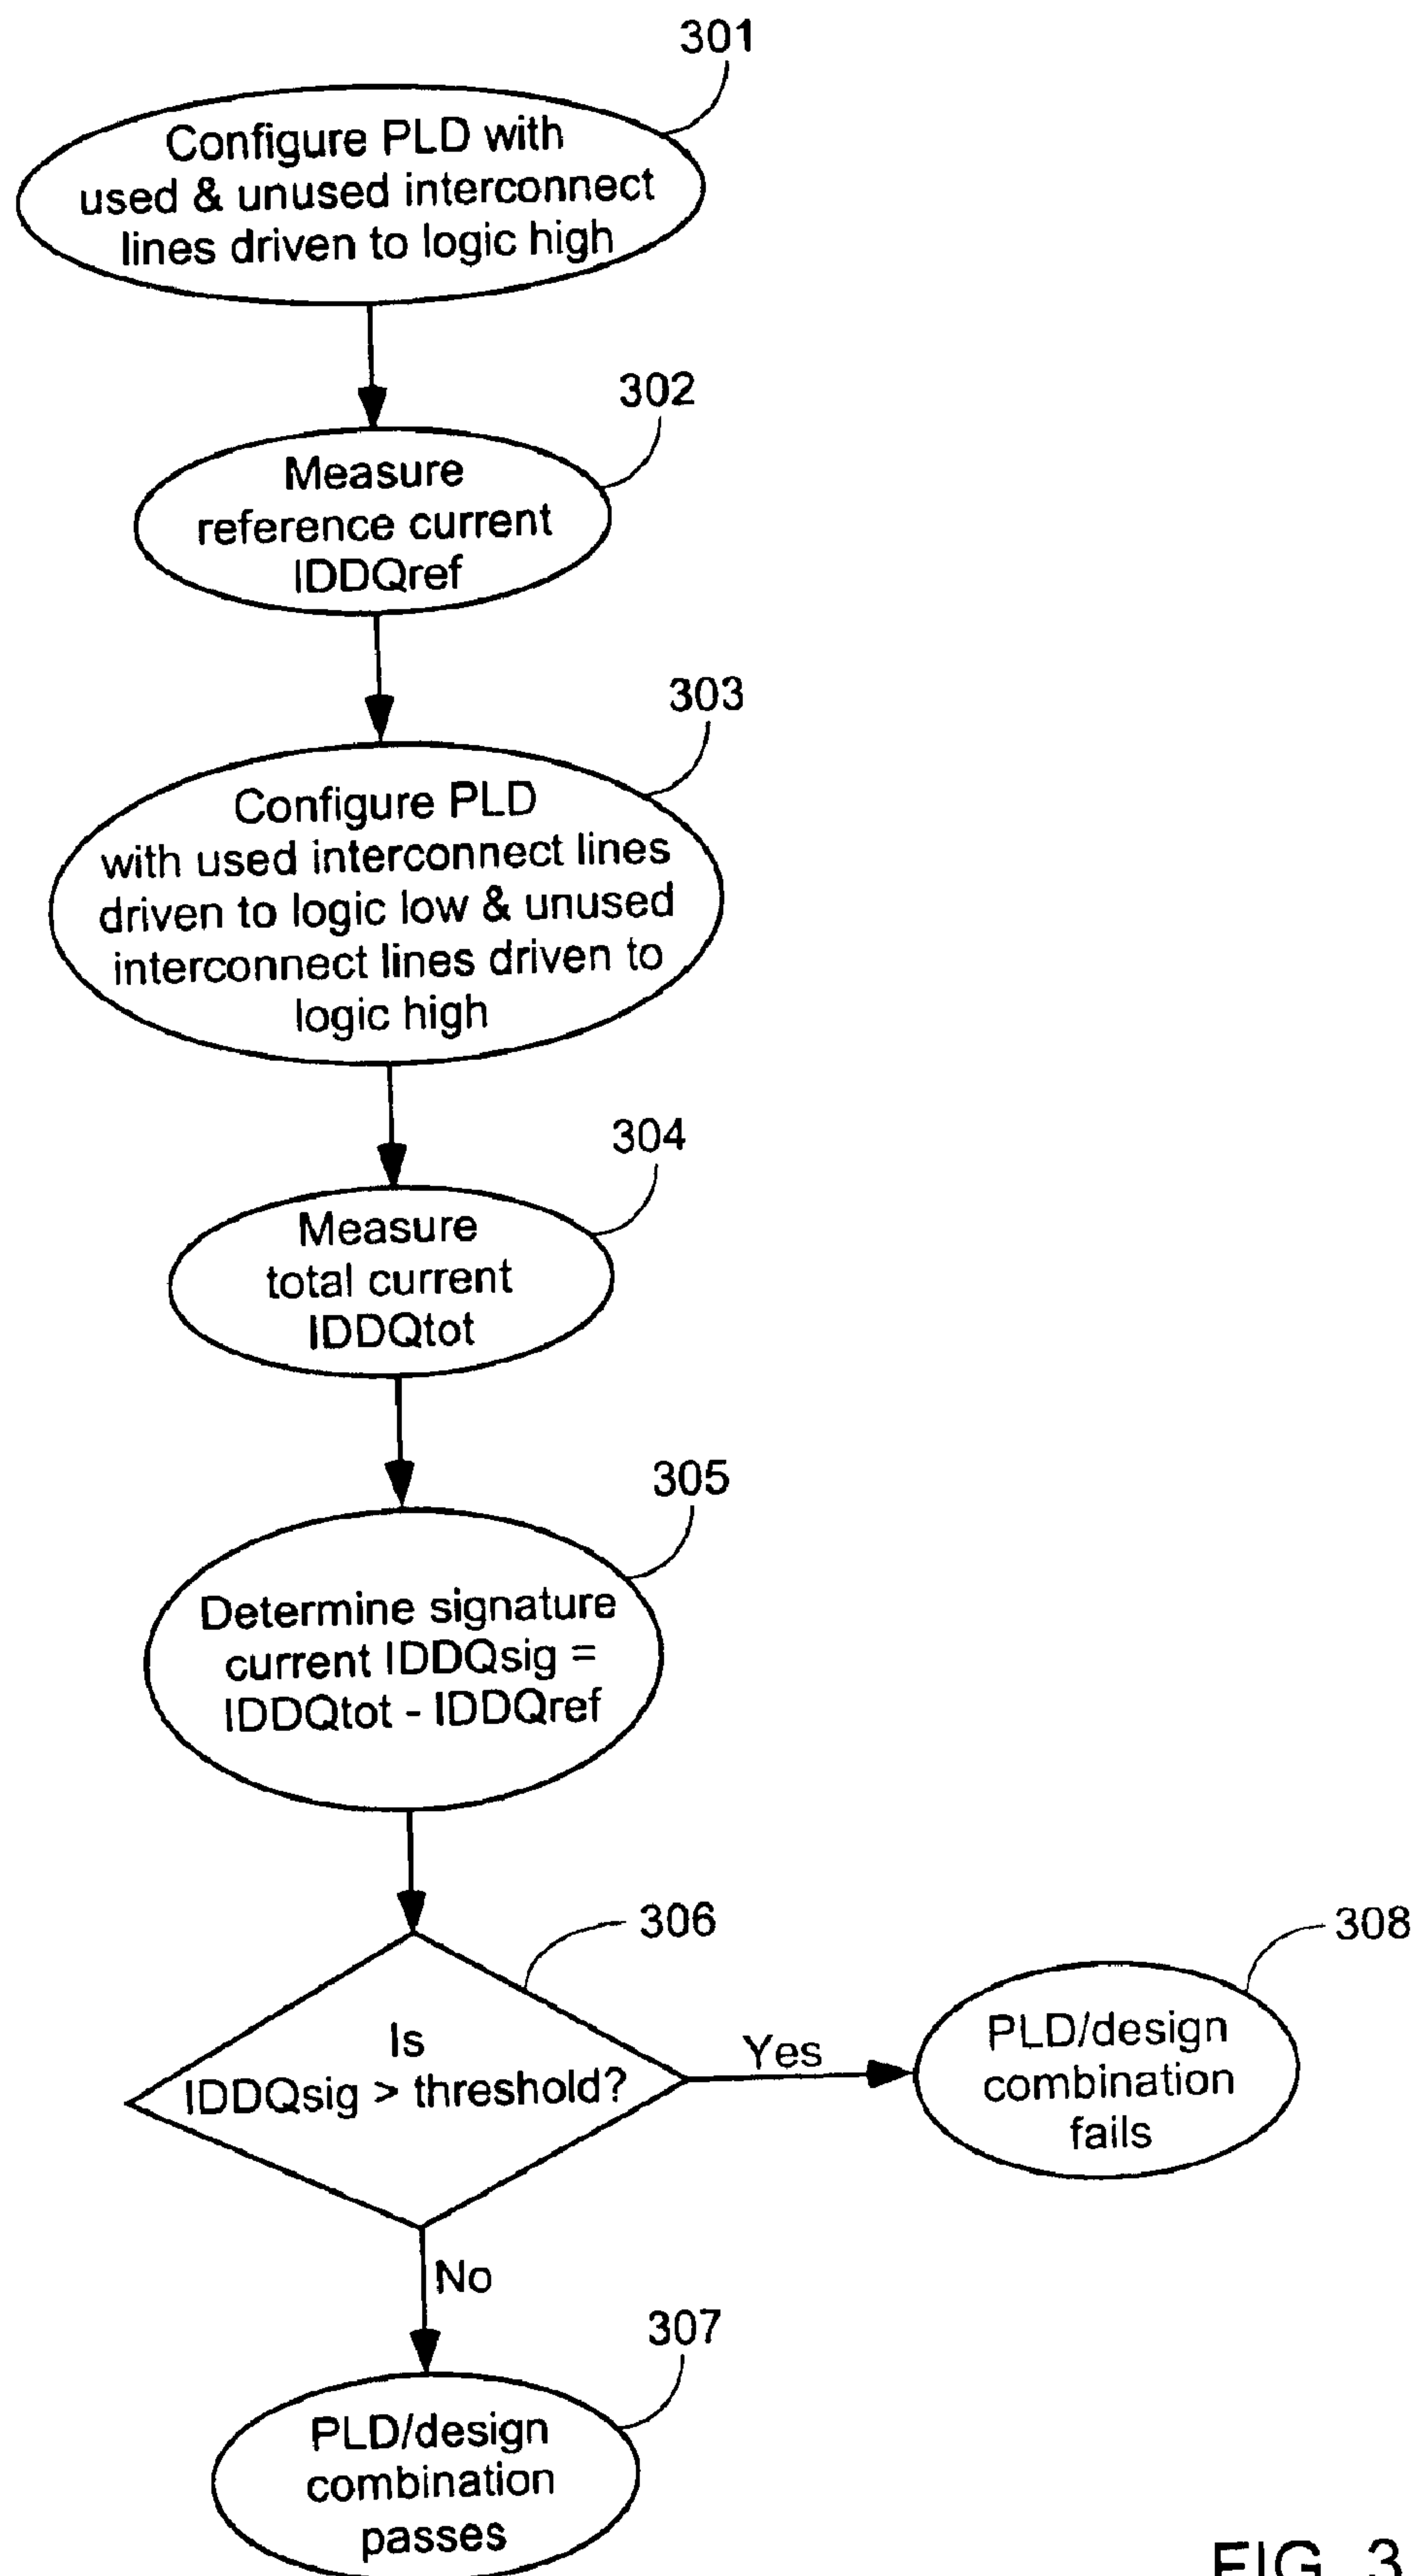 301
Configure PLD with
used & unused interconnect
lines driven to logic high
302
Measure
reference current
IDDQref
303
Configure PLD
with used interconnect lines
driven to logic low & unused
interconnect lines driven to
logic high
304
Measure
total current
IDDQtot
305
Determine signature
current IDDQsig =
IDDQtot - IDDQref
306
Is
IDDQsig > threshold?
Yes
308
PLD/design
combination
fails
No
307
PLD/design
combination
passes
FIG. 3